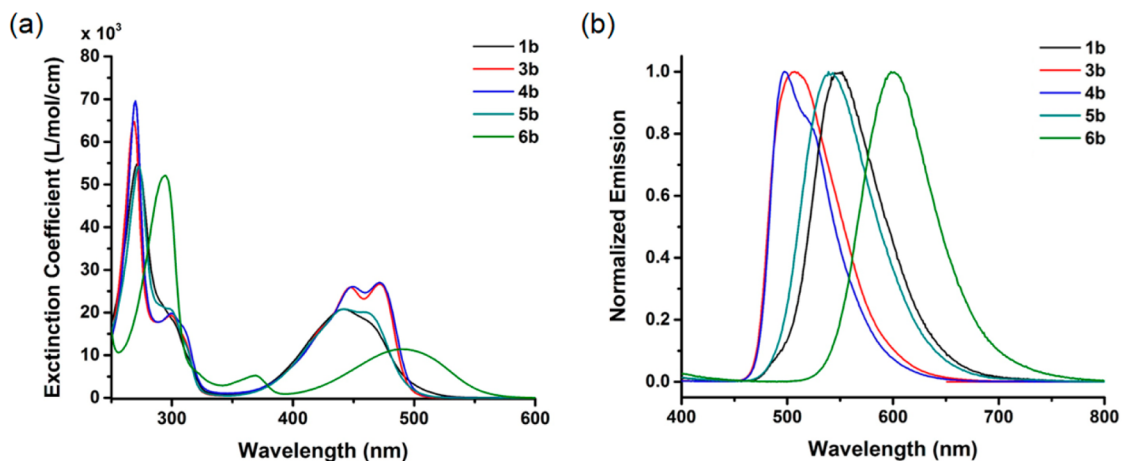 (a)
x 10³
80
70
60
50
40
30
20
10
0
300
400
500
600
Exctinction Coefficient (L/mol/cm)
Wavelength (nm)
1b
3b
4b
5b
6b
(b)
1.0
0.8
0.6
0.4
0.2
0.0
400
500
600
700
800
Normalized Emission
Wavelength (nm)
1b
3b
4b
5b
6b